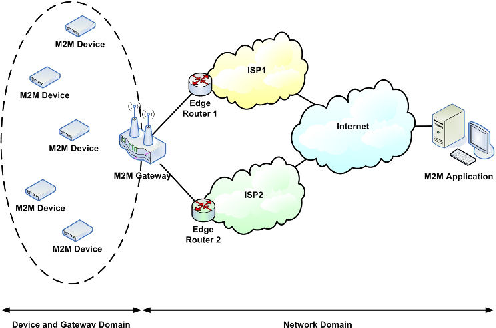 M2M Device
M2M Device
M2M Device
M2M Device
M2M Device
M2M Gateway
Edge
Router 1
ISP1
Edge
Router 2
ISP2
Internet
M2M Application
Device and Gateway Domain
Network Domain